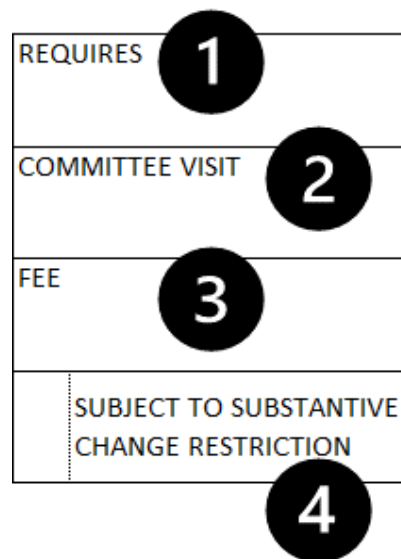 REQUIRES 1
COMMITTEE VISIT 2
FEE 3
SUBJECT TO SUBSTANTIVE
CHANGE RESTRICTION
4